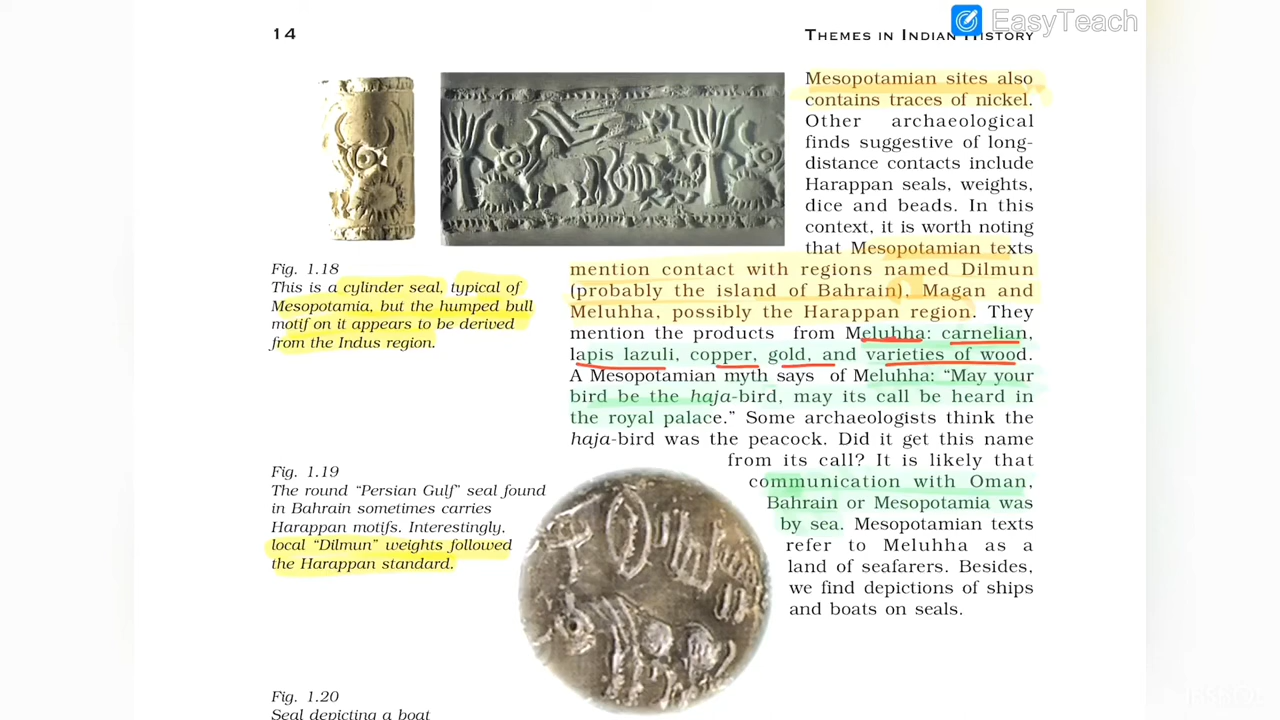 14
THEMES IN INDIAN HISTORY
EasyTeach
Mesopotamian sites also
contains traces of nickel.
Other archaeological
finds suggestive of long-
distance contacts include
Harappan seals, weights,
dice and beads. In this
context, it is worth noting
that Mesopotamian texts
mention contact with regions named Dilmun
(probably the island of Bahrain), Magan and
Meluhha, possibly the Harappan region. They
mention the products from Meluhha: carnelian,
lapis lazuli, copper, gold, and varieties of wood.
A Mesopotamian myth says of Meluhha: “May your
bird be the haja-bird, may its call be heard in
the royal palace.” Some archaeologists think the
haja-bird was the peacock. Did it get this name
from its call? It is likely that
communication with Oman,
Bahrain or Mesopotamia was
by sea. Mesopotamian texts
refer to Meluhha as a
land of seafarers. Besides,
we find depictions of ships
and boats on seals.
Fig. 1.18
This is a cylinder seal, typical of
Mesopotamia, but the humped bull
motif on it appears to be derived
from the Indus region.
Fig. 1.19
The round “Persian Gulf” seal found
in Bahrain sometimes carries
Harappan motifs. Interestingly,
local “Dilmun” weights followed
the Harappan standard.
Fig. 1.20
Seal depicting a boat